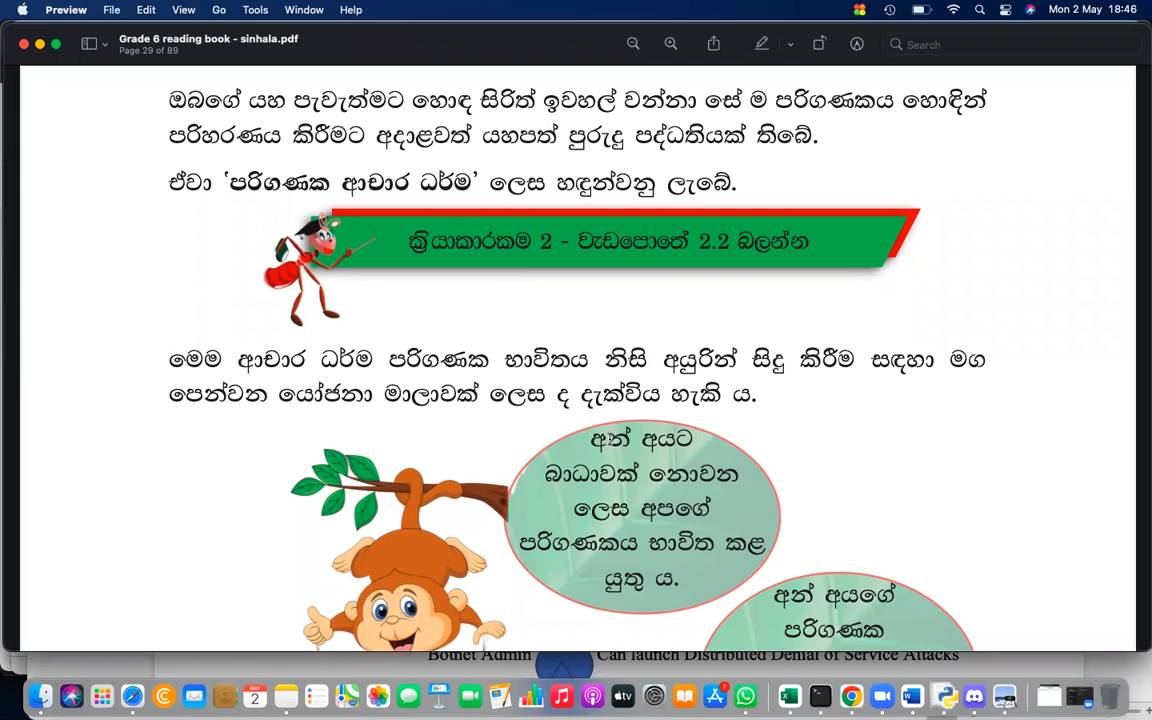 Preview File Edit View Go Tools Window Help Mon 2 May 18:46
Grade 6 reading book - sinhala.pdf
Page 29 of 89
Search
ඔබගේ යහ පැවැත්මට හොඳ සිරිත් ඉවහල් වන්නා සේ ම පරිගණකය හොඳින්
පරිහරණය කිරීමට අදාළවත් යහපත් පුරුදු පද්ධතියක් තිබේ.
ඒවා ‘පරිගණක ආචාර ධර්ම’ ලෙස හඳුන්වනු ලැබේ.
ක්‍රියාකාරකම 2 - වැඩපොතේ 2.2 බලන්න
මෙම ආචාර ධර්ම පරිගණක භාවිතය නිසි අයුරින් සිදු කිරීම සඳහා මග
පෙන්වන යෝජනා මාලාවක් ලෙස ද දැක්විය හැකි ය.
අන් අයට
බාධාවක් නොවන
ලෙස අපගේ
පරිගණකය භාවිත කළ
යුතු ය.
අන් අයගේ
පරිගණක
Botnet Admin Can launch Distributed Denial of Service Attacks
MAY
2
tv
7